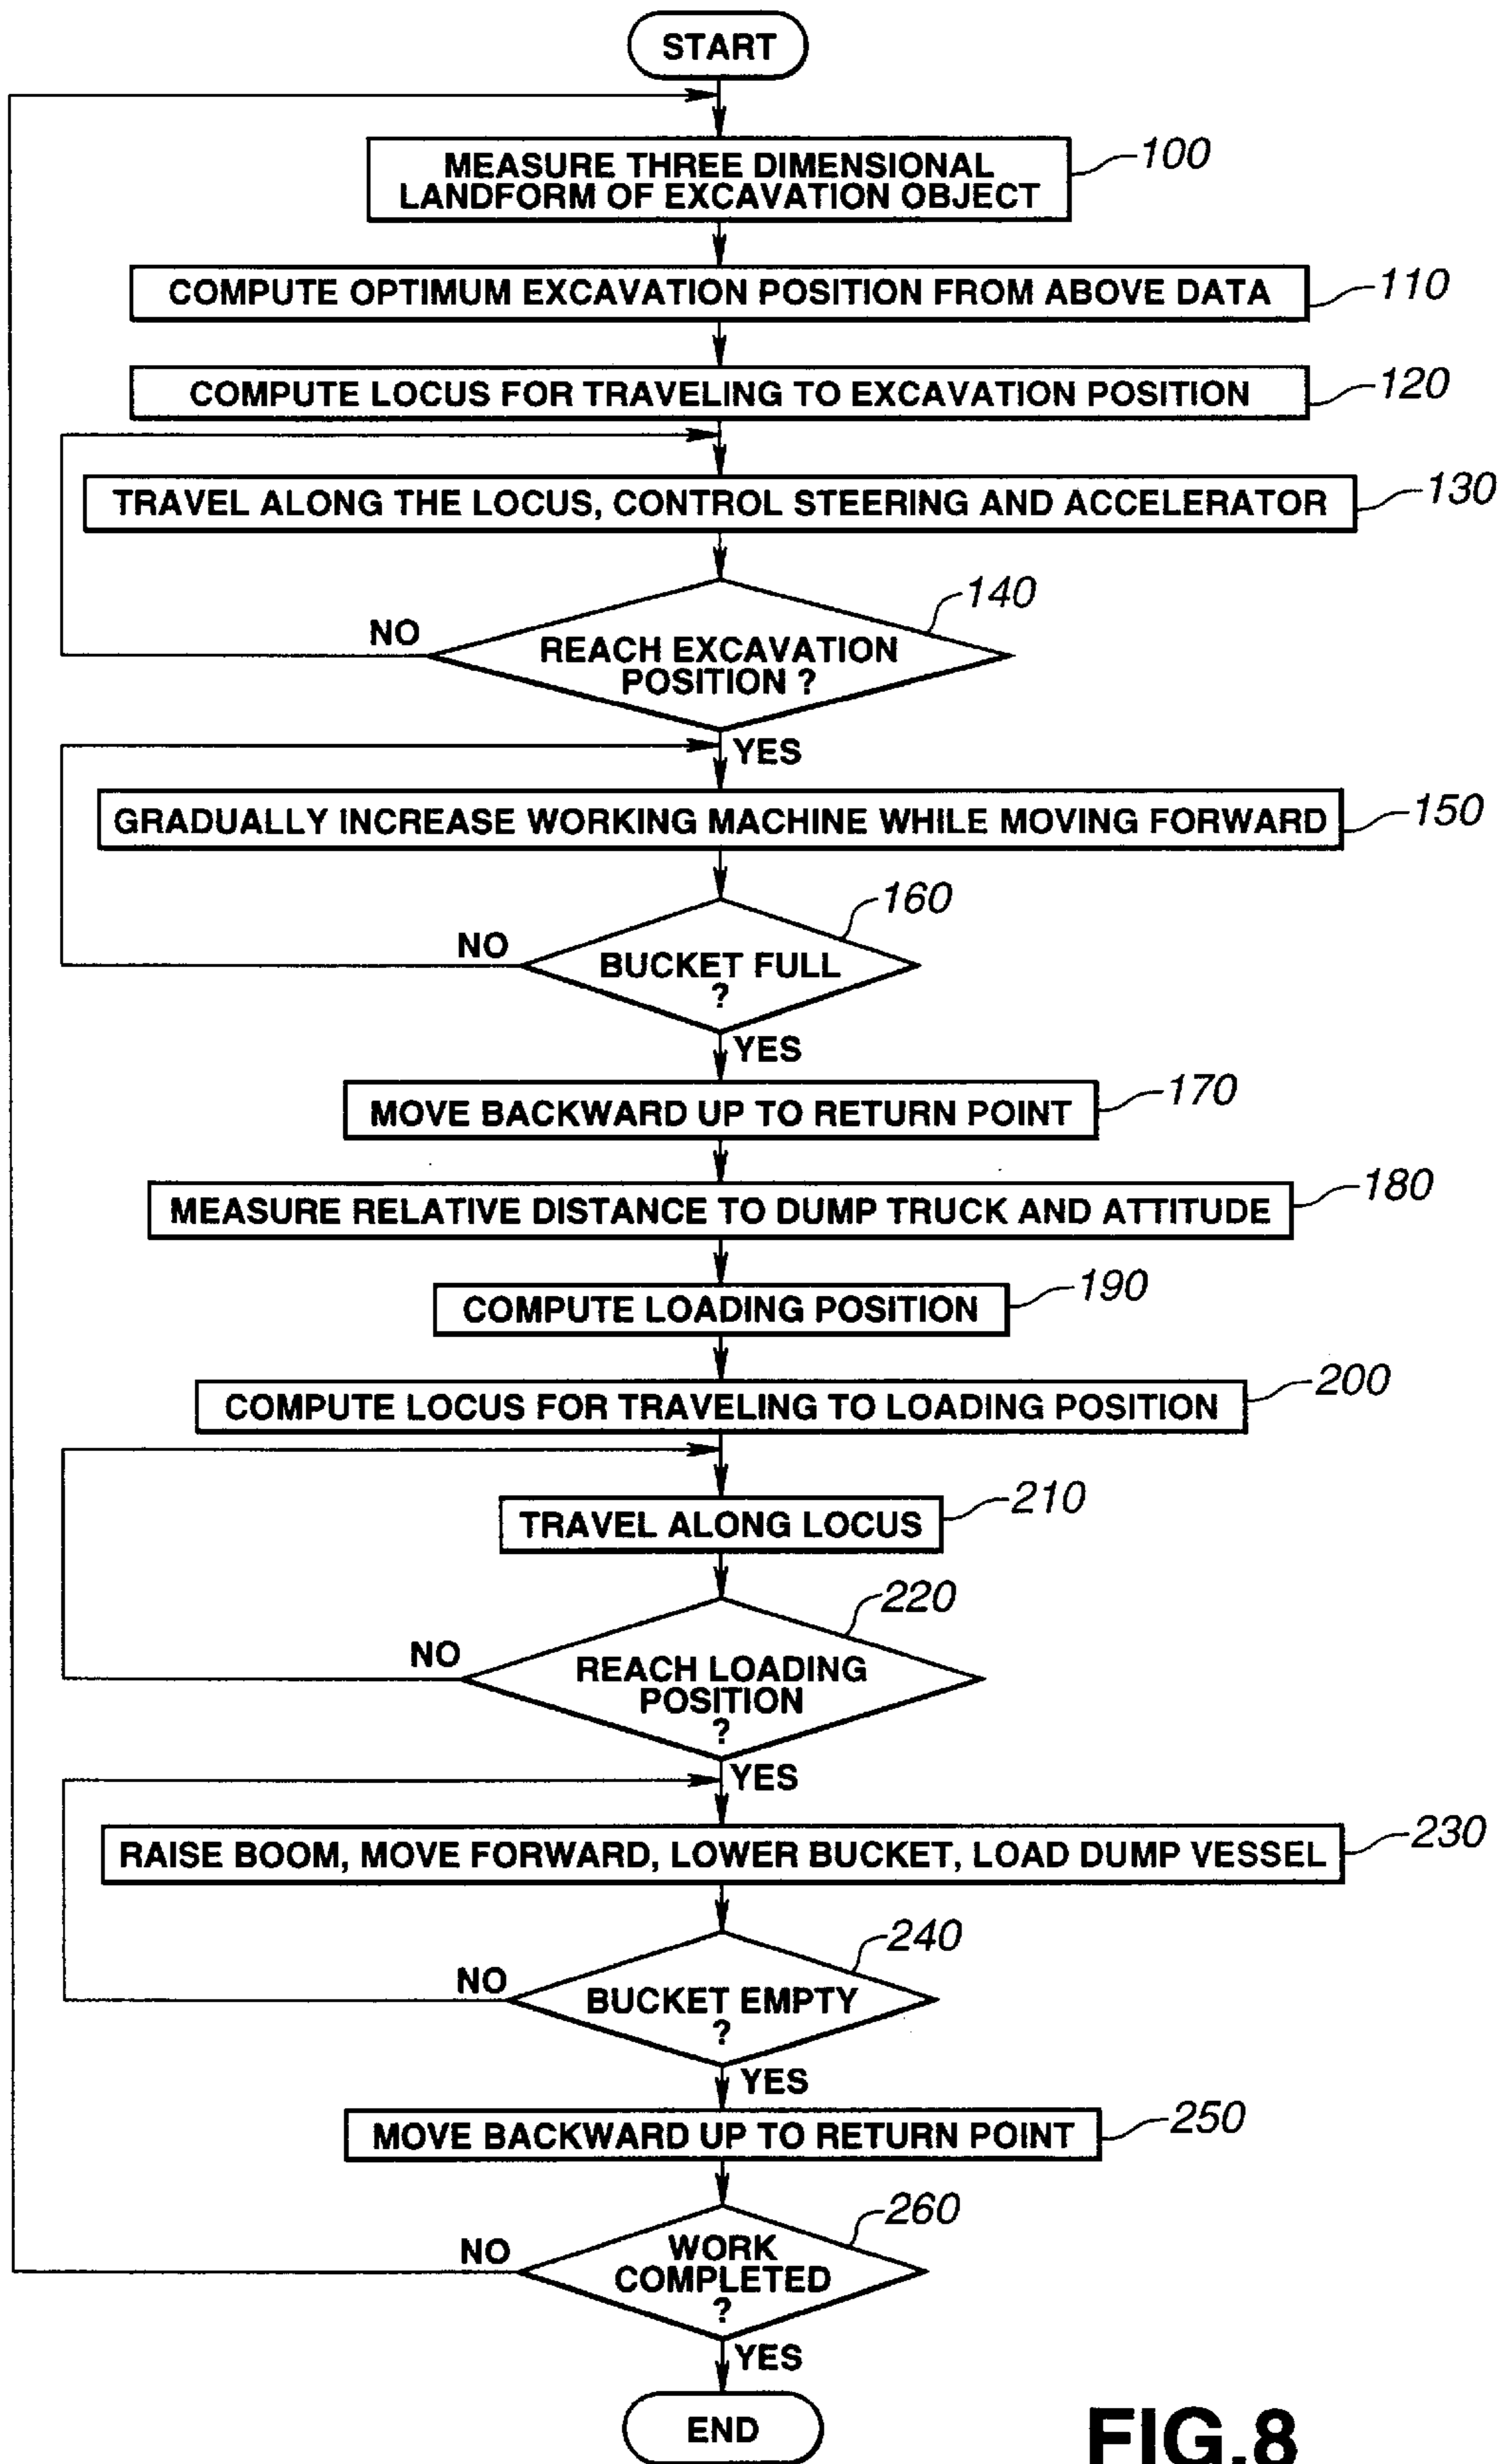 START
MEASURE THREE DIMENSIONAL
LANDFORM OF EXCAVATION OBJECT
100
COMPUTE OPTIMUM EXCAVATION POSITION FROM ABOVE DATA
110
COMPUTE LOCUS FOR TRAVELING TO EXCAVATION POSITION
120
TRAVEL ALONG THE LOCUS, CONTROL STEERING AND ACCELERATOR
130
140
NO
REACH EXCAVATION
POSITION ?
YES
GRADUALLY INCREASE WORKING MACHINE WHILE MOVING FORWARD
150
160
NO
BUCKET FULL
?
YES
MOVE BACKWARD UP TO RETURN POINT
170
MEASURE RELATIVE DISTANCE TO DUMP TRUCK AND ATTITUDE
180
COMPUTE LOADING POSITION
190
COMPUTE LOCUS FOR TRAVELING TO LOADING POSITION
200
TRAVEL ALONG LOCUS
210
220
NO
REACH LOADING
POSITION
?
YES
RAISE BOOM, MOVE FORWARD, LOWER BUCKET, LOAD DUMP VESSEL
230
240
NO
BUCKET EMPTY
?
YES
MOVE BACKWARD UP TO RETURN POINT
250
260
NO
WORK
COMPLETED
?
YES
END
FIG.8